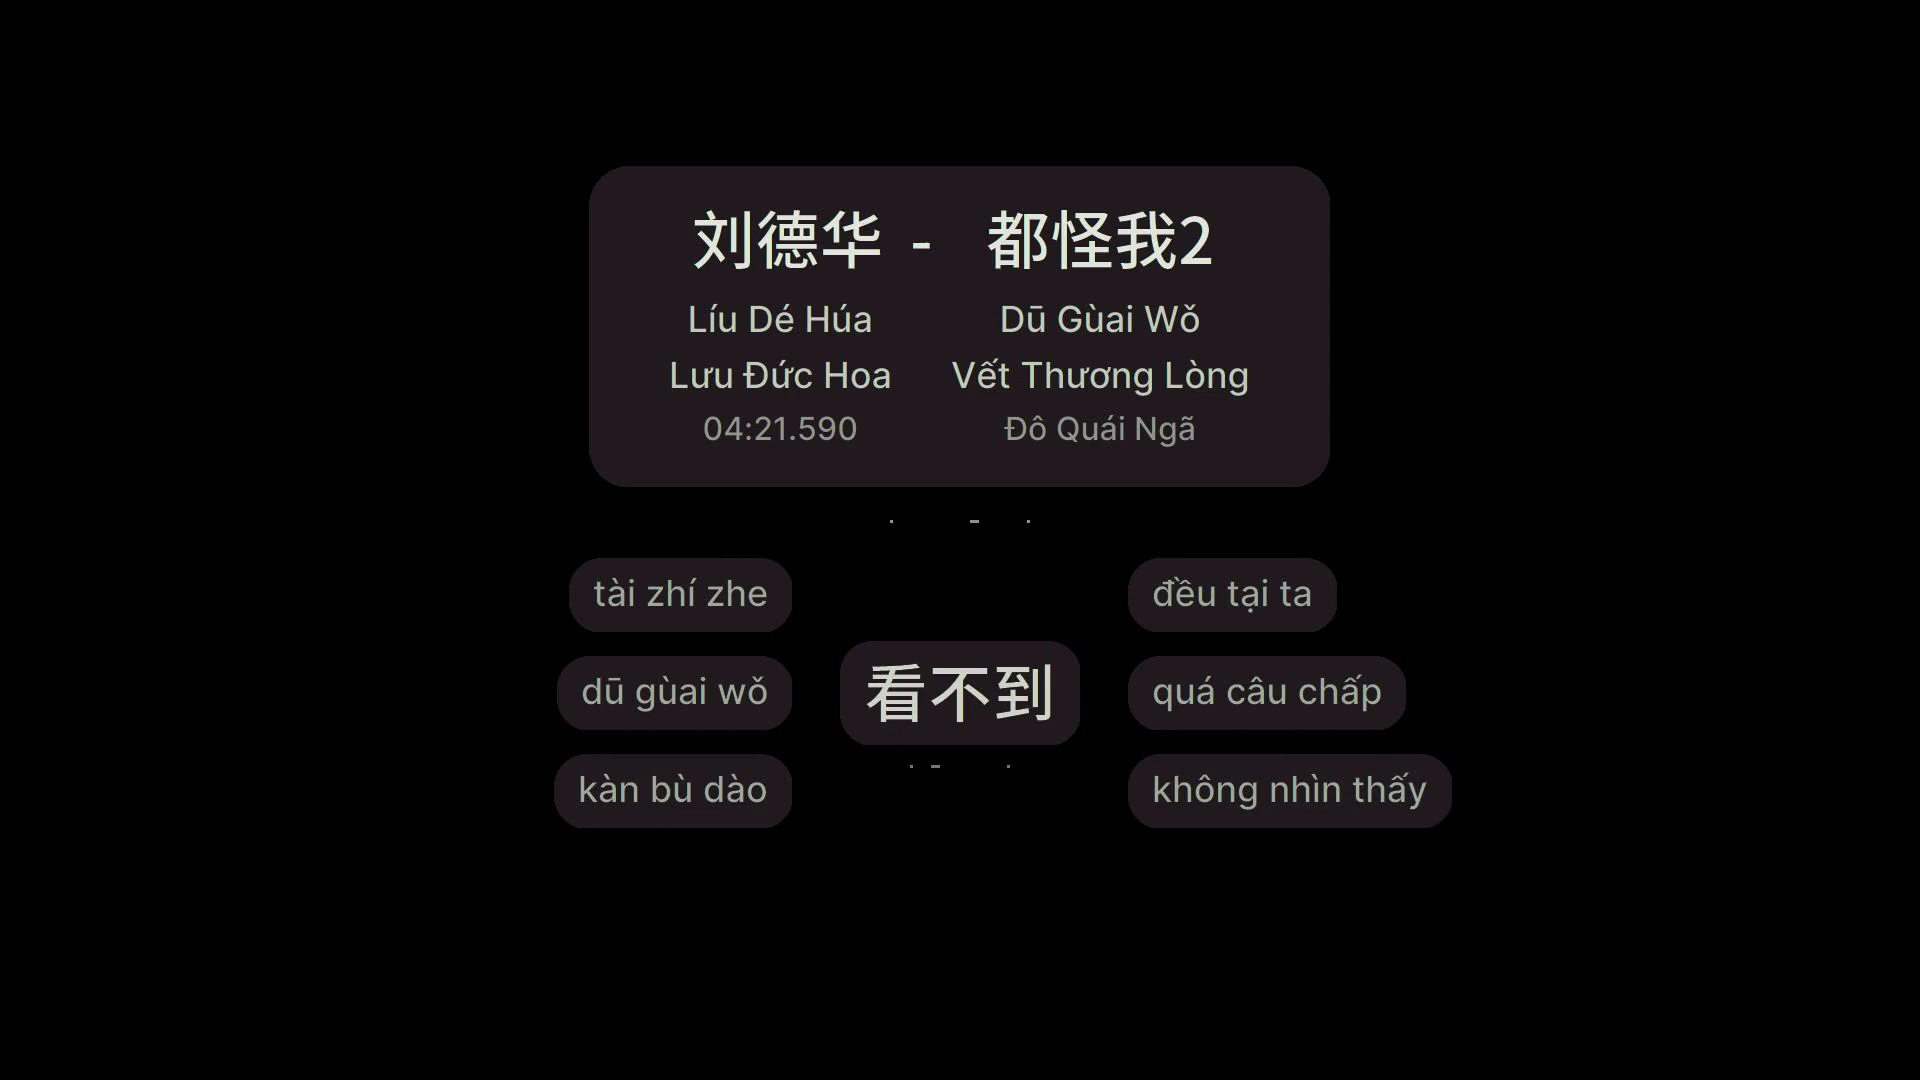 刘德华 - 都怪我2
Líu Dé Húa
Dū Gùai Wǒ
Lưu Đức Hoa
Vết Thương Lòng
04:21.590
Đô Quái Ngã
tài zhí zhe
đều tại ta
dū gùai wǒ
看不到
quá câu chấp
kàn bù dào
không nhìn thấy